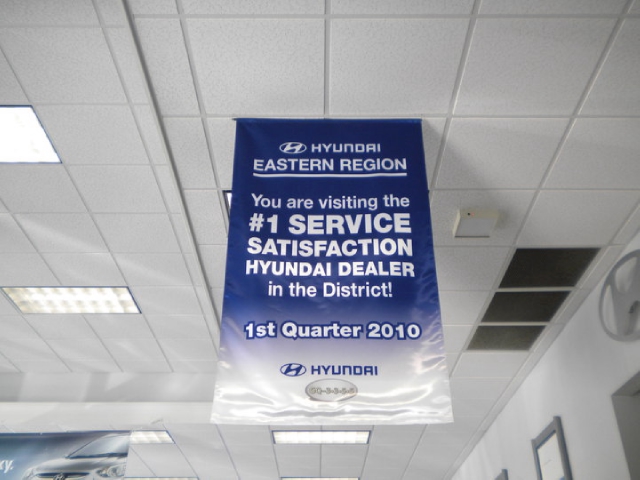 HYUNDAI
EASTERN REGION
You are visiting the
#1 SERVICE
SATISFACTION
HYUNDAI DEALER
in the District!
1st Quarter 2010
HYUNDAI